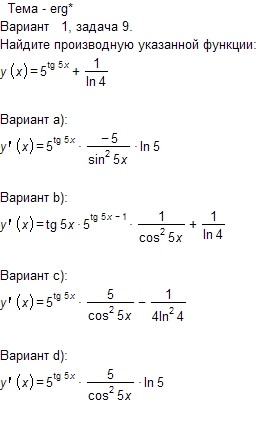 Тема - erg*
Вариант 1, задача 9.
Найдите производную указанной функции:
y (x) = 5^(tg 5x) + 1/(ln 4)
Вариант a):
y' (x) = 5^(tg 5x) · (−5)/(sin² 5x) · ln 5
Вариант b):
y' (x) = tg 5x · 5^(tg 5x − 1) · 1/(cos² 5x) + 1/(ln 4)
Вариант c):
y' (x) = 5^(tg 5x) · 5/(cos² 5x) − 1/(4ln² 4)
Вариант d):
y' (x) = 5^(tg 5x) · 5/(cos² 5x) · ln 5